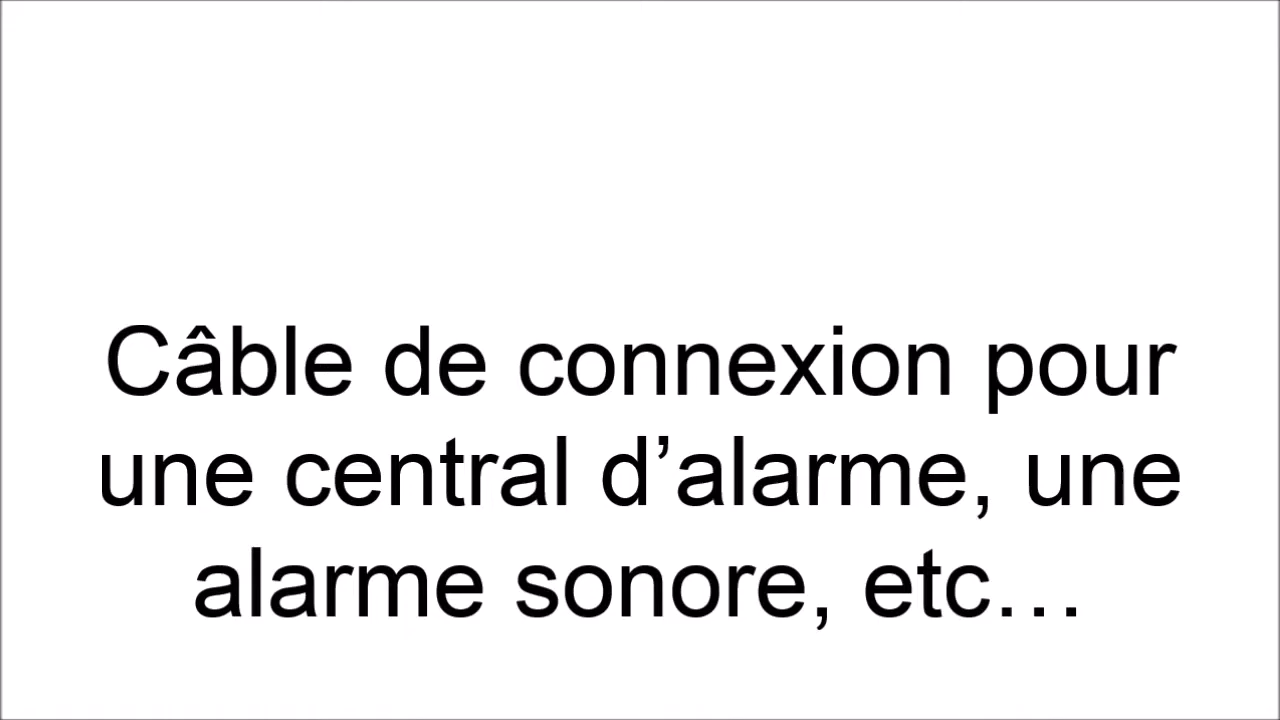 Câble de connexion pour
une central d’alarme, une
alarme sonore, etc…